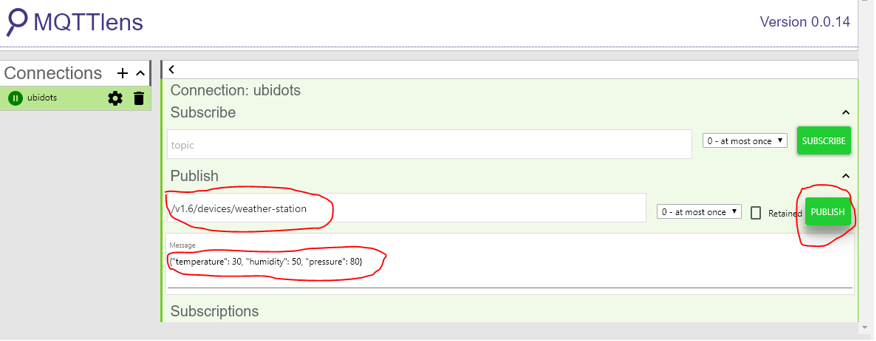 MQTTlens
Version 0.0.14
Connections
ubidots
Connection: ubidots
Subscribe
topic
0 - at most once
SUBSCRIBE
Publish
/v1.6/devices/weather-station
0 - at most once
Retained
PUBLISH
Message
{"temperature": 30, "humidity": 50, "pressure": 80}
Subscriptions